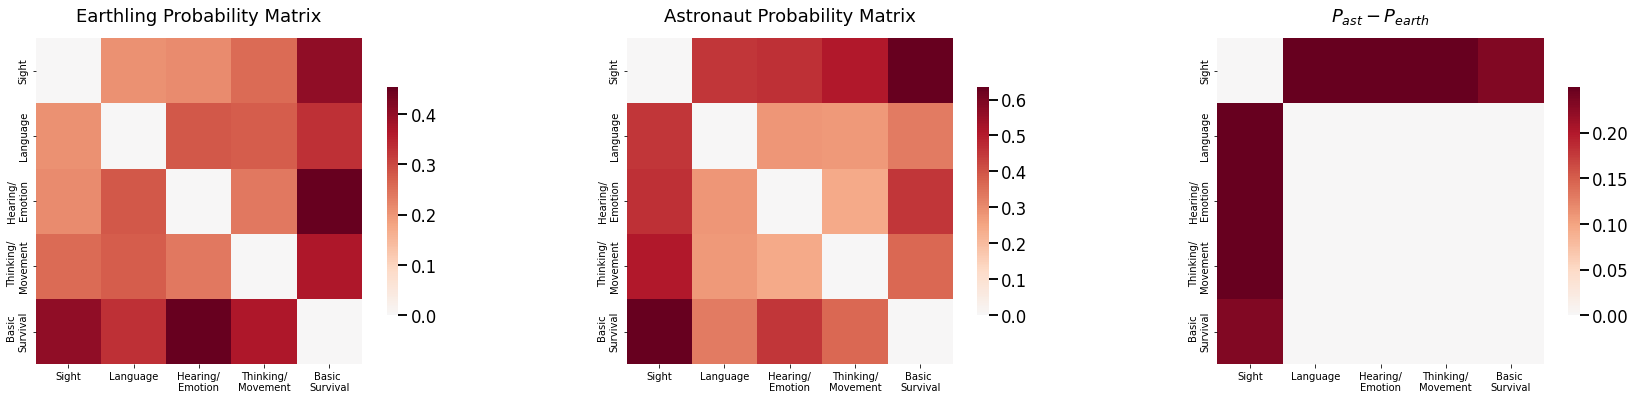 Earthling Probability Matrix
Sight
Language
Hearing/
Emotion
Thinking/
Movement
Basic
Survival
Sight
Language
Hearing/
Emotion
Thinking/
Movement
Basic
Survival
0.4
0.3
0.2
0.1
0.0
Astronaut Probability Matrix
Sight
Language
Hearing/
Emotion
Thinking/
Movement
Basic
Survival
Sight
Language
Hearing/
Emotion
Thinking/
Movement
Basic
Survival
0.6
0.5
0.4
0.3
0.2
0.1
0.0
P_{ast} − P_{earth}
Sight
Language
Hearing/
Emotion
Thinking/
Movement
Basic
Survival
Sight
Language
Hearing/
Emotion
Thinking/
Movement
Basic
Survival
0.20
0.15
0.10
0.05
0.00